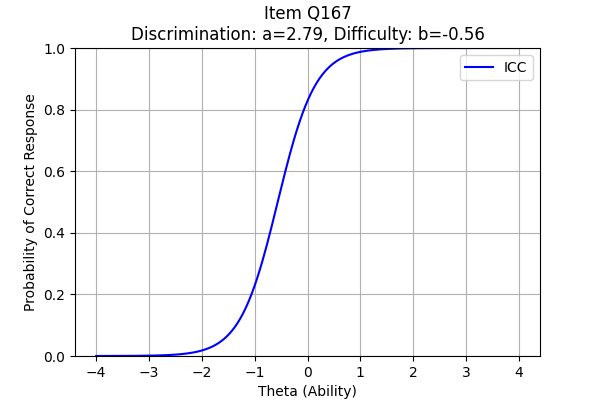 Item Q167
Discrimination: a=2.79, Difficulty: b=-0.56
ICC
Probability of Correct Response
1.0
0.8
0.6
0.4
0.2
0.0
−4 −3 −2 −1 0 1 2 3 4
Theta (Ability)